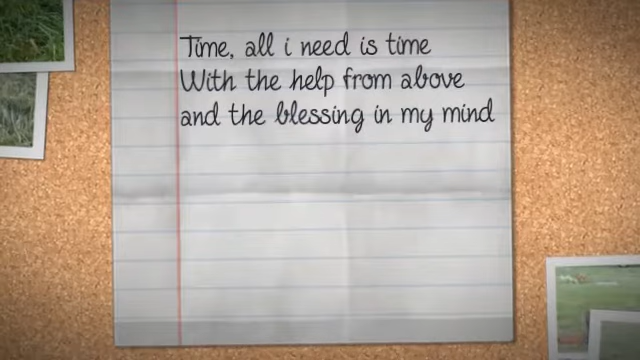 Time, all i need is time
With the help from above
and the blessing in my mind